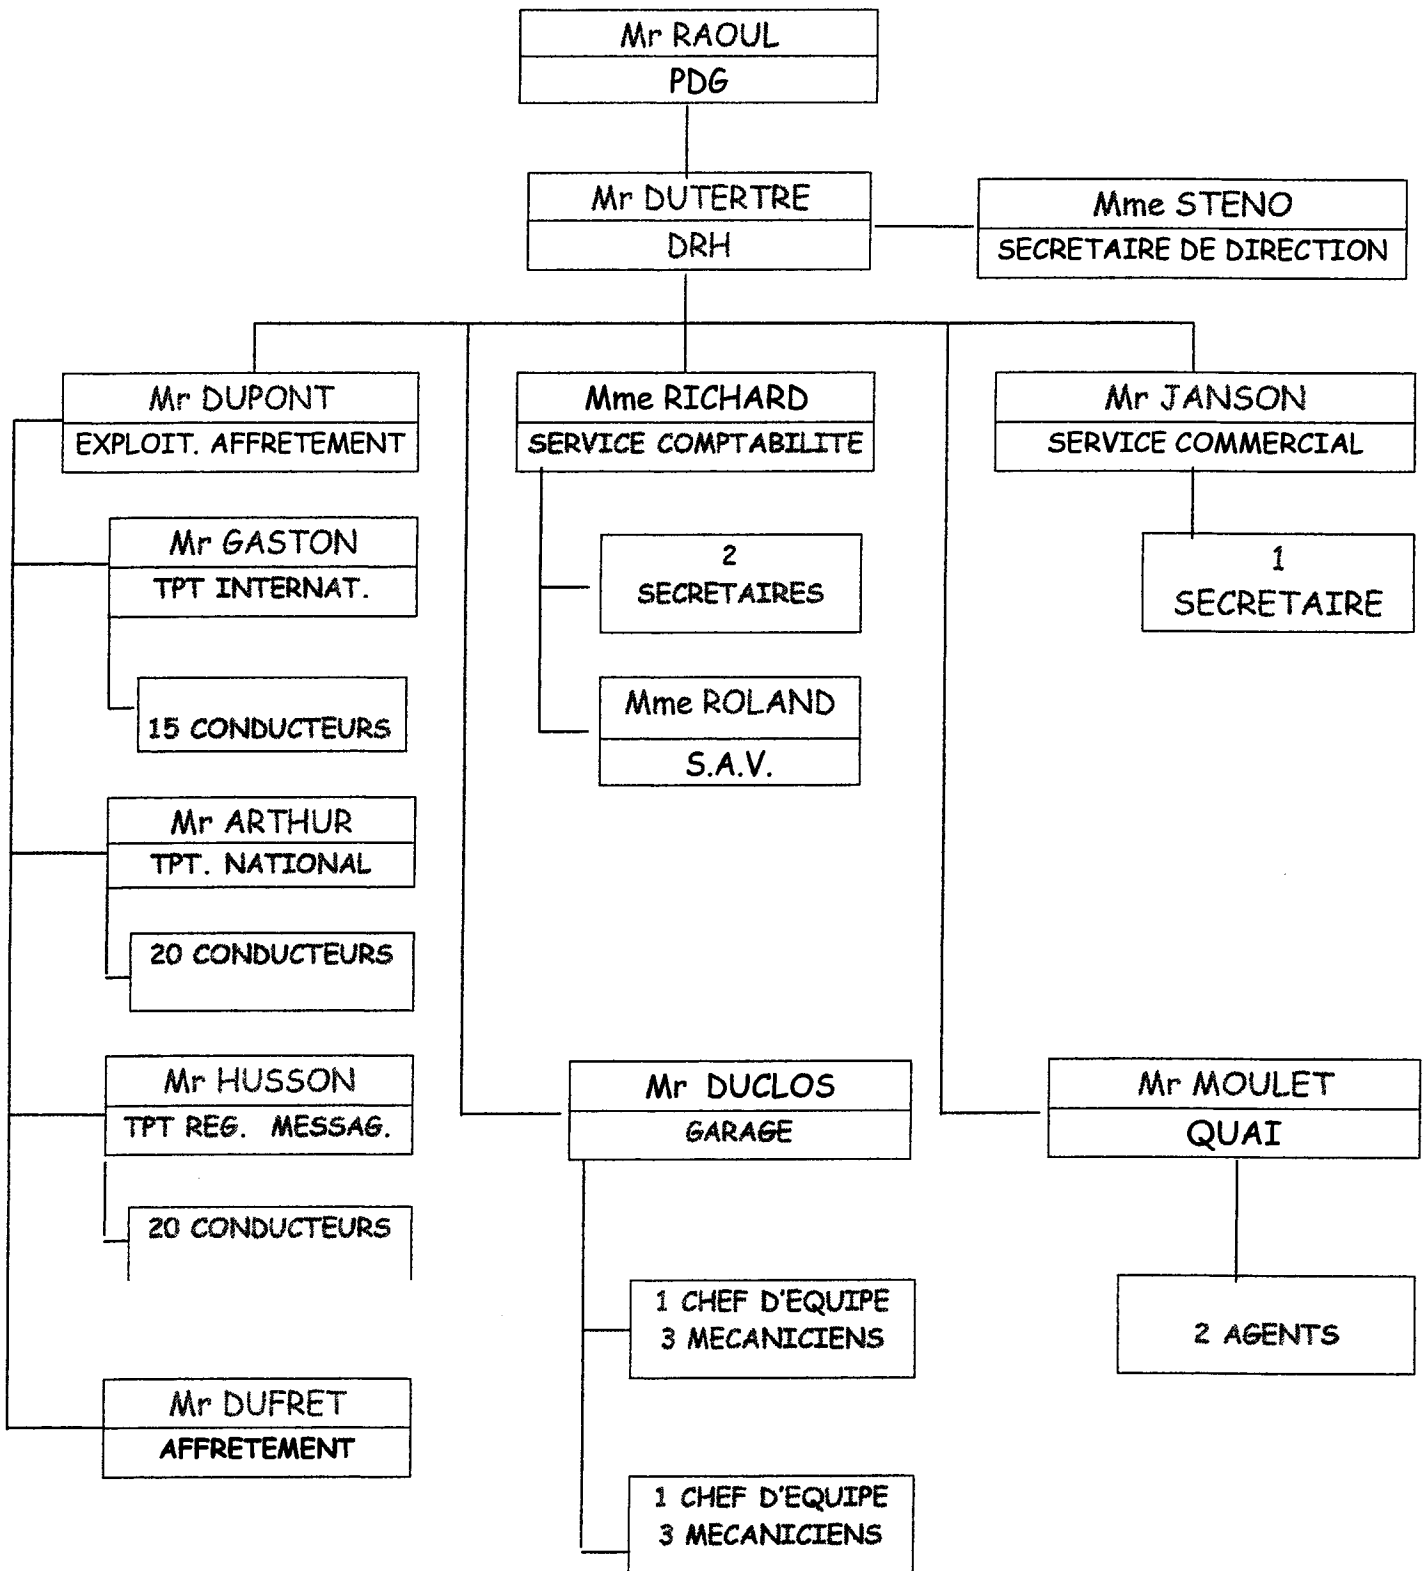 Mr RAOUL
PDG
Mr DUTERTRE
DRH
Mme STENO
SECRETAIRE DE DIRECTION
Mr DUPONT
EXPLOIT. AFFRETEMENT
Mme RICHARD
SERVICE COMPTABILITE
Mr JANSON
SERVICE COMMERCIAL
Mr GASTON
TPT INTERNAT.
15 CONDUCTEURS
Mr ARTHUR
TPT. NATIONAL
20 CONDUCTEURS
Mr HUSSON
TPT REG. MESSAG.
20 CONDUCTEURS
Mr DUFRET
AFFRETEMENT
2
SECRETAIRES
Mme ROLAND
S.A.V.
1
SECRETAIRE
Mr DUCLOS
GARAGE
1 CHEF D'EQUIPE
3 MECANICIENS
1 CHEF D'EQUIPE
3 MECANICIENS
Mr MOULET
QUAI
2 AGENTS